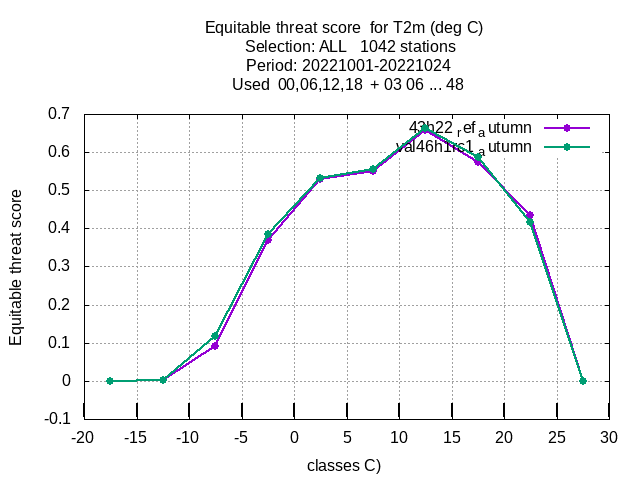 Equitable threat score for T2m (deg C)
Selection: ALL 1042 stations
Period: 20221001-20221024
Used 00,06,12,18 + 03 06 ... 48
0.7
0.6
0.5
0.4
0.3
0.2
0.1
0
-0.1
Equitable threat score
43h22 ref autumn
autumn
-20 -15 -10 -5 0 5 10 15 20 25 30
classes C)